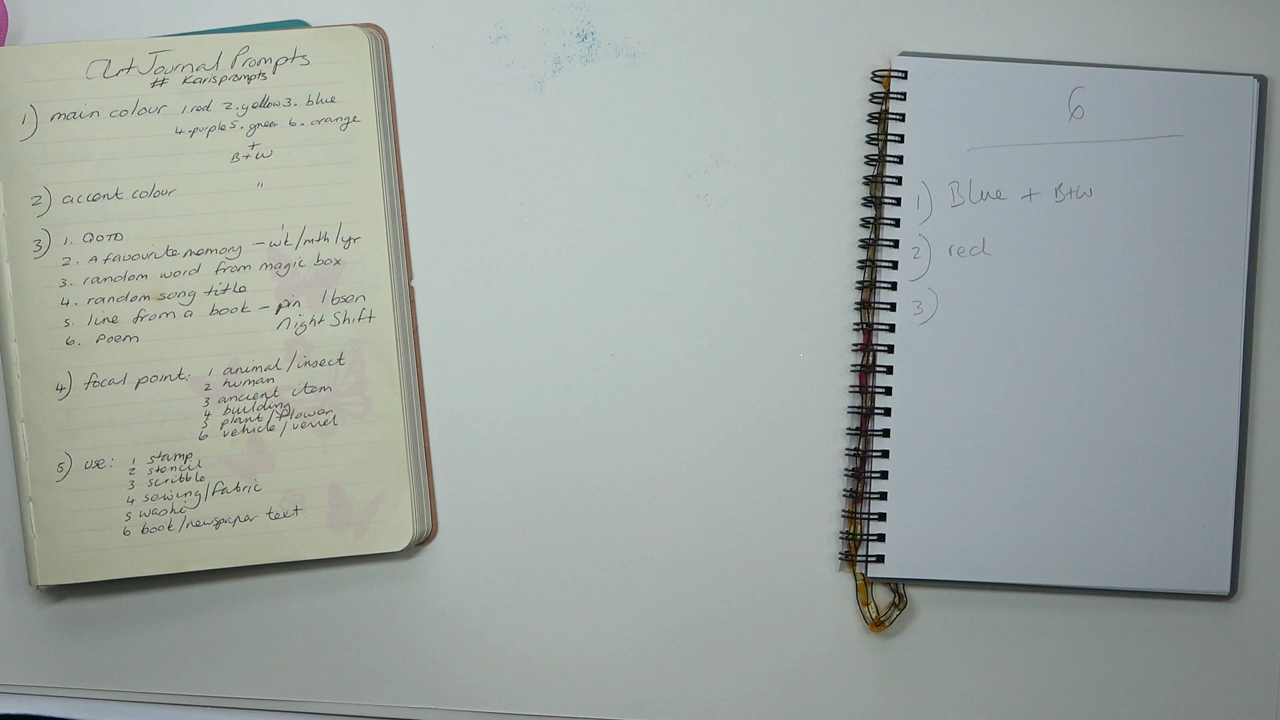 Art Journal Prompts
# Karisprompts
1) main colour 1. red 2. yellow 3. blue
4. purple 5. green 6. orange
+
B+W
2) accent colour "
3) 1. QOTD
2. A favourite memory - wk/mth/yr
3. random word from magic box
4. random song title
5. line from a book - pin Ibsen
Night Shift
6. Poem
4) focal point: 1 animal/insect
2 human
3 ancient item
4 building
5 plant/flower
6 vehicle/vessel
5) use: 1 stamp
2 stencil
3 scribble
4 sewing/fabric
5 washi
6 book/newspaper text
6
1) Blue + B+W
2) red
3)